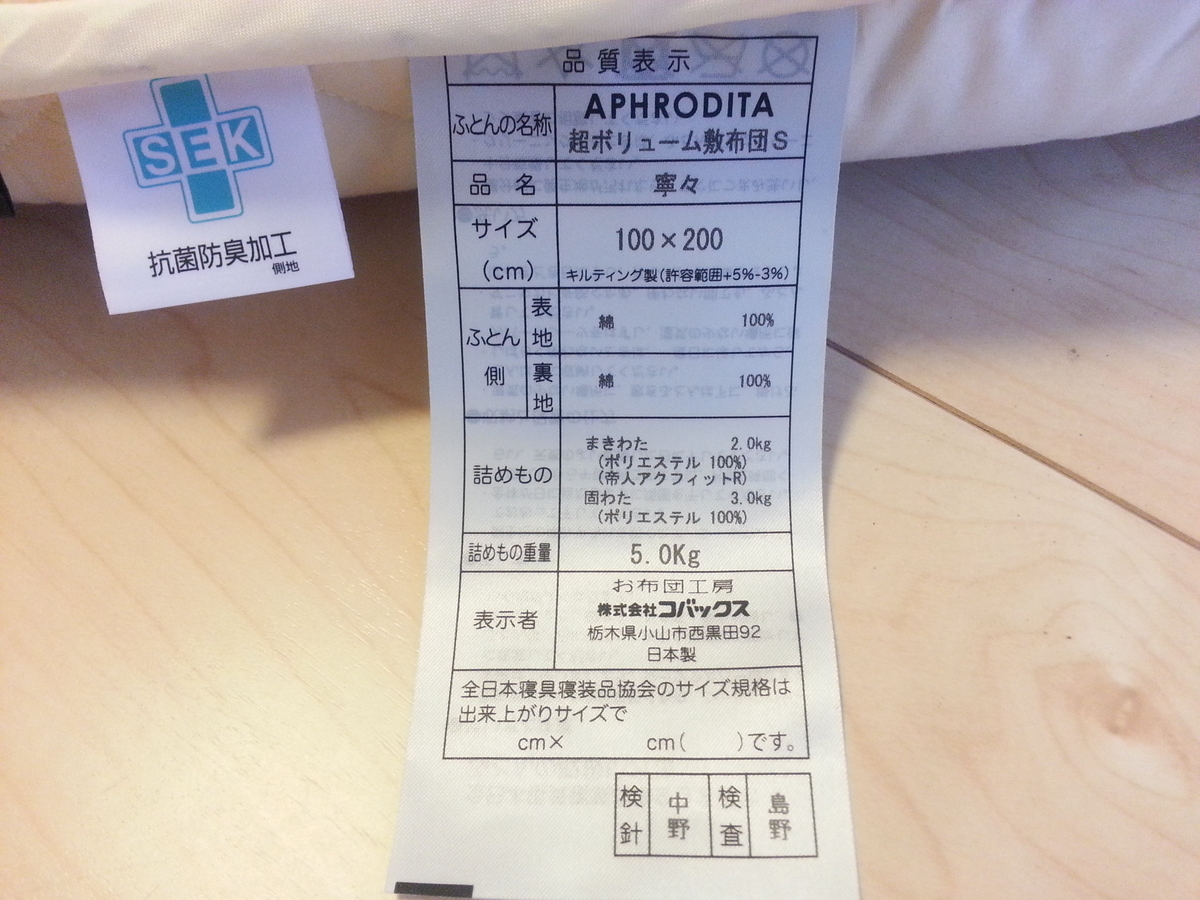 SEK
抗菌防臭加工
側地
品質表示
ふとんの名称
APHRODITA
超ボリューム敷布団S
品 名
寧々
サイズ
(cm)
100×200
キルティング製(許容範囲+5%-3%)
ふとん側
表地
綿 100%
裏地
綿 100%
詰めもの
まきわた 2.0kg
(ポリエステル 100%)
(帝人アクフィットR)
固わた 3.0kg
(ポリエステル 100%)
詰めもの重量
5.0Kg
表示者
お布団工房
株式会社コバックス
栃木県小山市西黒田92
日本製
全日本寝具寝装品協会のサイズ規格は
出来上がりサイズで
cm× cm( )です。
検針 中野 検査 島野